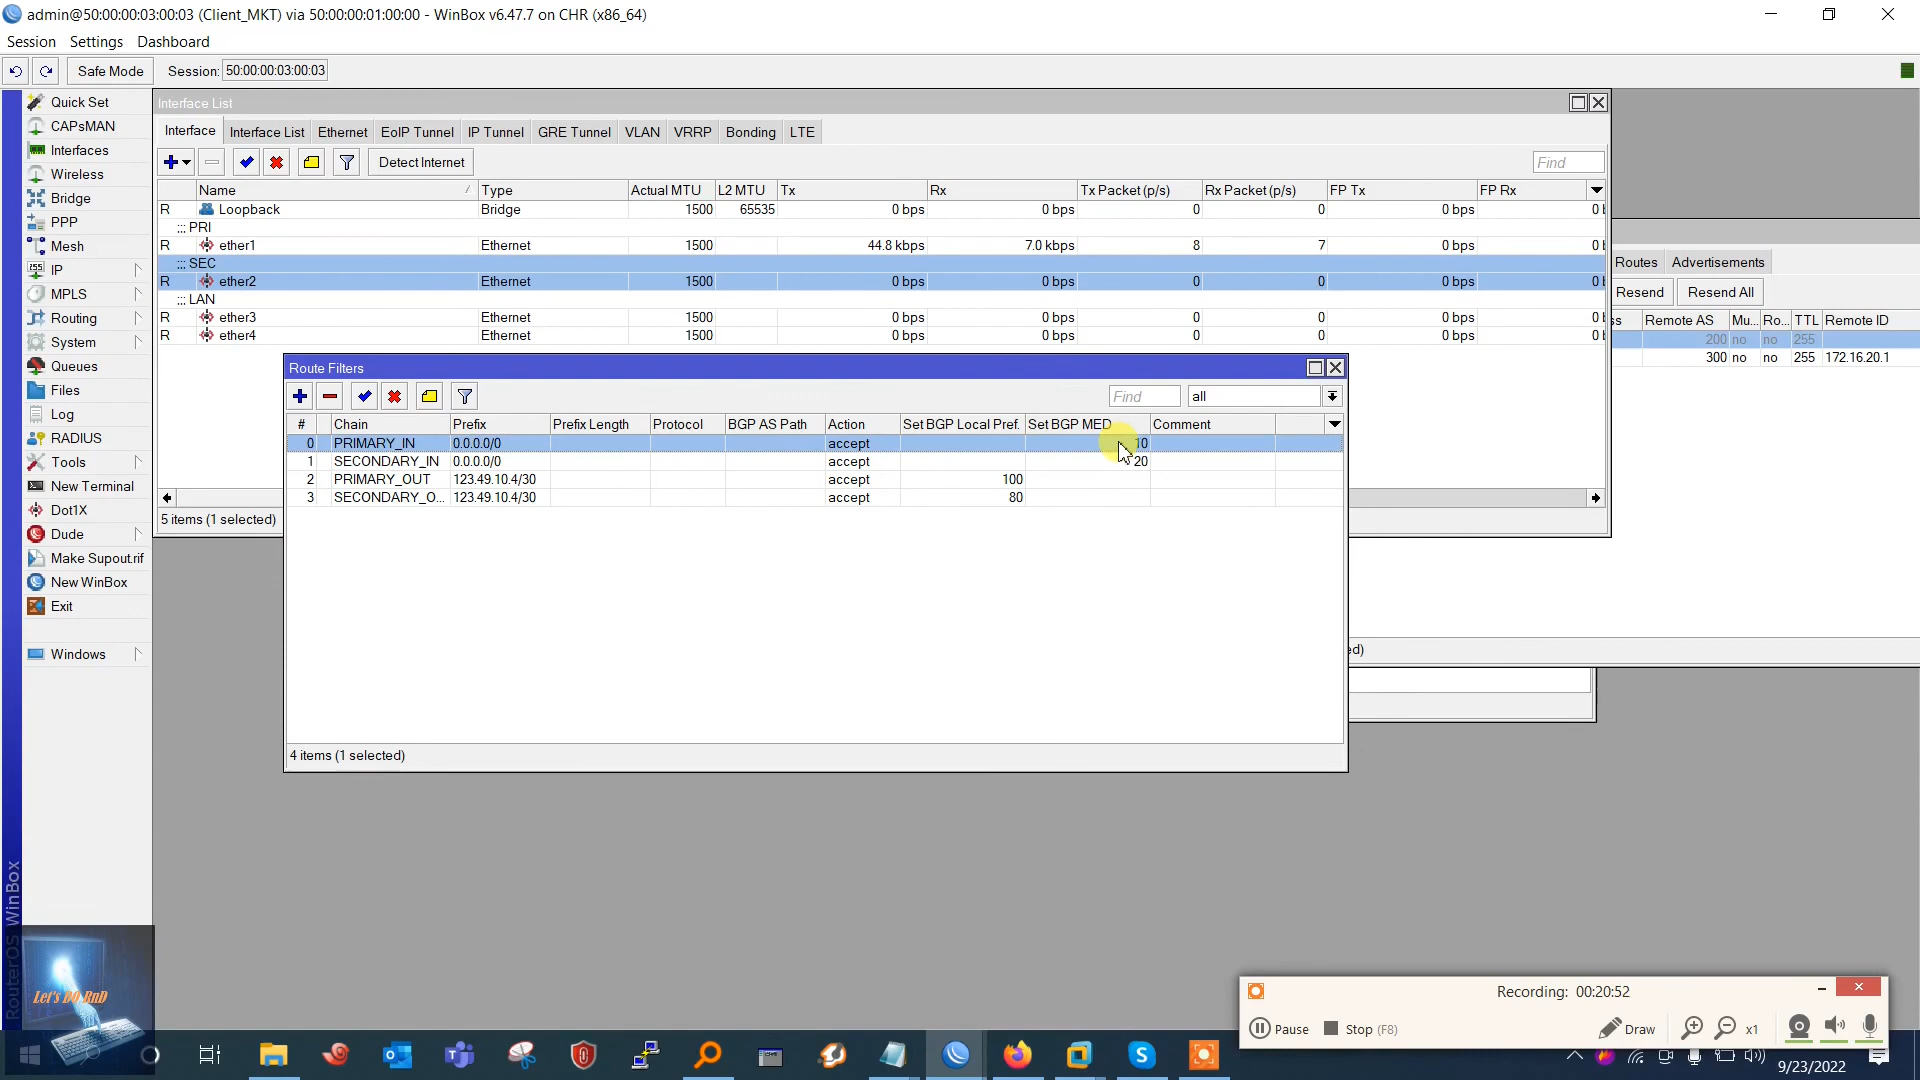 admin@50:00:00:03:00:03 (Client_MKT) via 50:00:00:01:00:00 - WinBox v6.47.7 on CHR (x86_64)
Session Settings Dashboard
Safe Mode Session: 50:00:00:03:00:03
Quick Set
CAPsMAN
Interfaces
Wireless
Bridge
PPP
Mesh
IP
MPLS
Routing
System
Queues
Files
Log
RADIUS
Tools
New Terminal
Dot1X
Dude
Make Supout.rif
New WinBox
Exit
Windows
RouterOS WinBox
Let's DO RnD
Interface List
Interface Interface List Ethernet EoIP Tunnel IP Tunnel GRE Tunnel VLAN VRRP Bonding LTE
Detect Internet Find
Name Type Actual MTU L2 MTU Tx Rx Tx Packet (p/s) Rx Packet (p/s) FP Tx FP Rx
R Loopback Bridge 1500 65535 0 bps 0 bps 0 0 0 bps 0 b
;;; PRI
R ether1 Ethernet 1500 44.8 kbps 7.0 kbps 8 7 0 bps 0 b
;;; SEC
R ether2 Ethernet 1500 0 bps 0 bps 0 0 0 bps 0 b
;;; LAN
R ether3 Ethernet 1500 0 bps 0 bps 0 0 0 bps 0 b
R ether4 Ethernet 1500 0 bps 0 bps 0 0 0 bps 0 b
5 items (1 selected)
Routes Advertisements
Resend Resend All
ss Remote AS Mu... Ro... TTL Remote ID
200 no no 255
300 no no 255 172.16.20.1
ed)
Route Filters
Find all
# Chain Prefix Prefix Length Protocol BGP AS Path Action Set BGP Local Pref. Set BGP MED Comment
0 PRIMARY_IN 0.0.0.0/0 accept 10
1 SECONDARY_IN 0.0.0.0/0 accept 20
2 PRIMARY_OUT 123.49.10.4/30 accept 100
3 SECONDARY_O... 123.49.10.4/30 accept 80
4 items (1 selected)
Recording: 00:20:52
Pause Stop (F8) Draw x1
9/23/2022